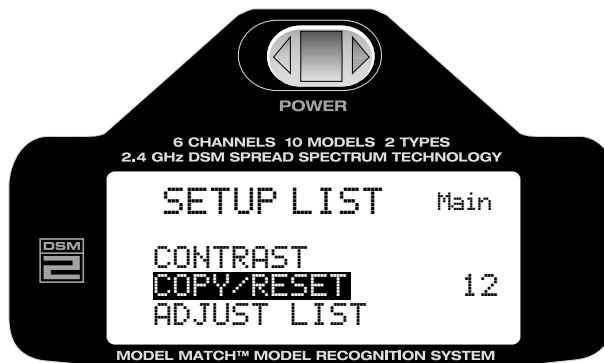 POWER
6 CHANNELS 10 MODELS 2 TYPES
2.4 GHz DSM SPREAD SPECTRUM TECHNOLOGY
SETUP LIST Main
DSM
2
CONTRAST
COPY/RESET 12
ADJUST LIST
MODEL MATCH™ MODEL RECOGNITION SYSTEM